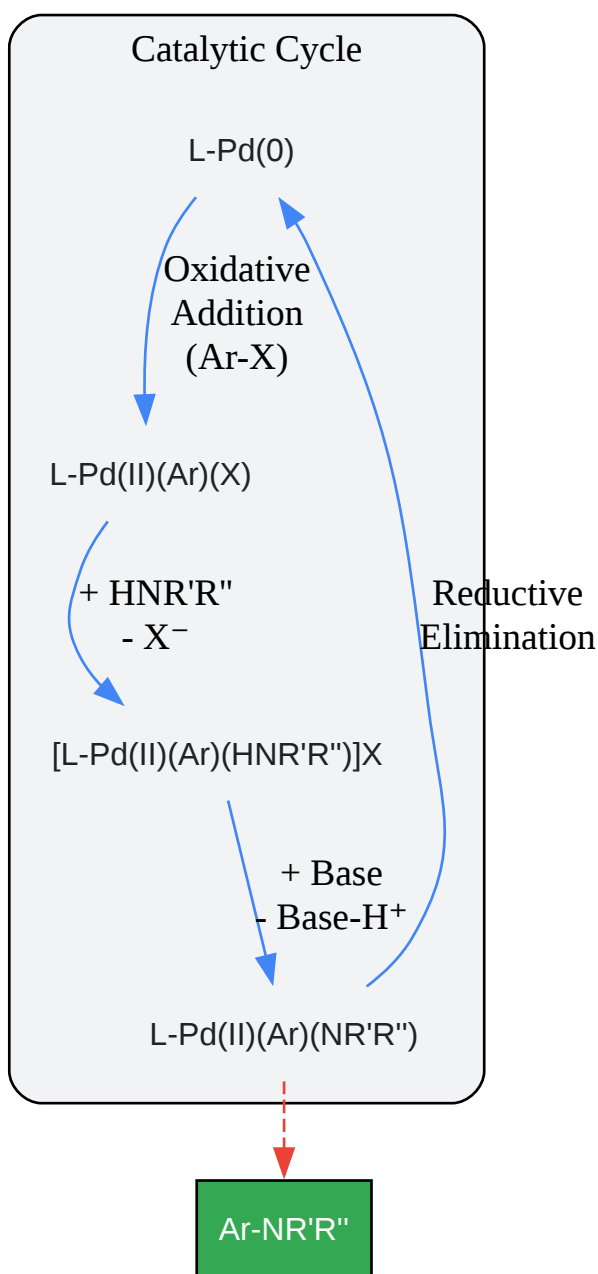 Catalytic Cycle
L-Pd(0)
Oxidative
Addition
(Ar-X)
L-Pd(II)(Ar)(X)
+ HNR'R"
- X⁻
Reductive
Elimination
[L-Pd(II)(Ar)(HNR'R")]X
+ Base
- Base-H⁺
L-Pd(II)(Ar)(NR'R")
Ar-NR'R"